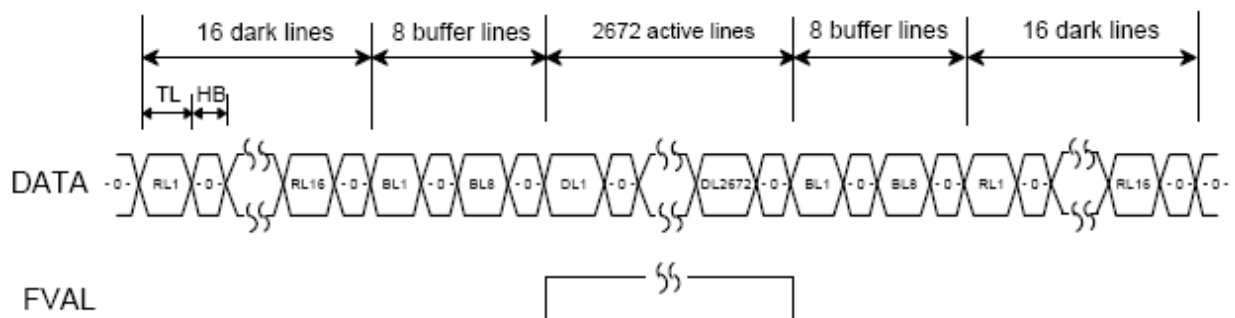 16 dark lines 8 buffer lines 2672 active lines 8 buffer lines 16 dark lines
TL HB
DATA -0- RL1 -0- RL16 -0- BL1 -0- BL8 -0- DL1 -0- DL2672 -0- BL1 -0- BL8 -0- RL1 -0- RL16 -0- -0-
FVAL